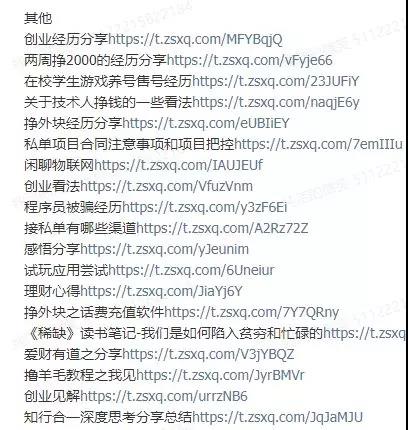 其他
创业经历分享https://t.zsxq.com/MFYBqjQ
两周挣2000的经历分享https://t.zsxq.com/vFyje66
在校学生游戏养号售号经历https://t.zsxq.com/23JUFiY
关于技术人挣钱的一些看法https://t.zsxq.com/naqjE6y
挣外块经历分享https://t.zsxq.com/eUBIiEY
私单项目合同注意事项和项目把控https://t.zsxq.com/7emIIIu
闲聊物联网https://t.zsxq.com/IAUJEUf
创业看法https://t.zsxq.com/VfuzVnm
程序员被骗经历https://t.zsxq.com/y3zF6Ei
接私单有哪些渠道https://t.zsxq.com/A2Rz72Z
感悟分享https://t.zsxq.com/yJeunim
试玩应用尝试https://t.zsxq.com/6Uneiur
理财心得https://t.zsxq.com/JiaYj6Y
挣外块之话费充值软件https://t.zsxq.com/7Y7QRny
《稀缺》读书笔记-我们是如何陷入贫穷和忙碌的https://t.zsxq
爱财有道之分享https://t.zsxq.com/V3jYBQZ
撸羊毛教程之我见https://t.zsxq.com/JyrBMVr
创业见解https://t.zsxq.com/urrzNB6
知行合一深度思考分享总结https://t.zsxq.com/JqJaMJU